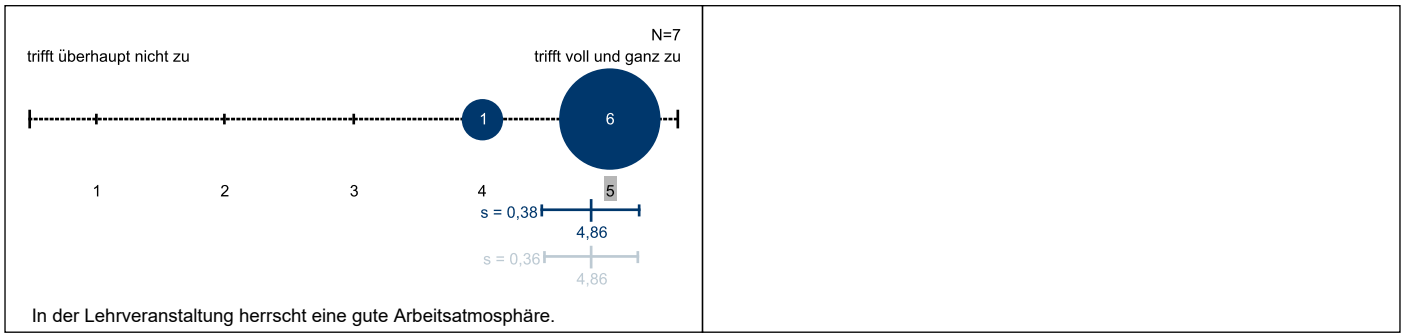 N=7
trifft überhaupt nicht zu
trifft voll und ganz zu
1
6
1
2
3
4
5
s = 0,38
4,86
s = 0,36
4,86
In der Lehrveranstaltung herrscht eine gute Arbeitsatmosphäre.